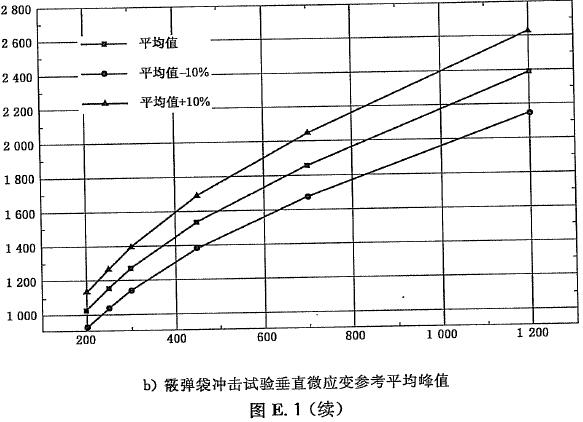 2 800
2 600
2 400
2 200
2 000
1 800
1 600
1 400
1 200
1 000
平均值
平均值-10%
平均值+10%
200 400 600 800 1 000 1 200
b）霰弹袋冲击试验垂直微应变参考平均峰值
图 E.1（续）